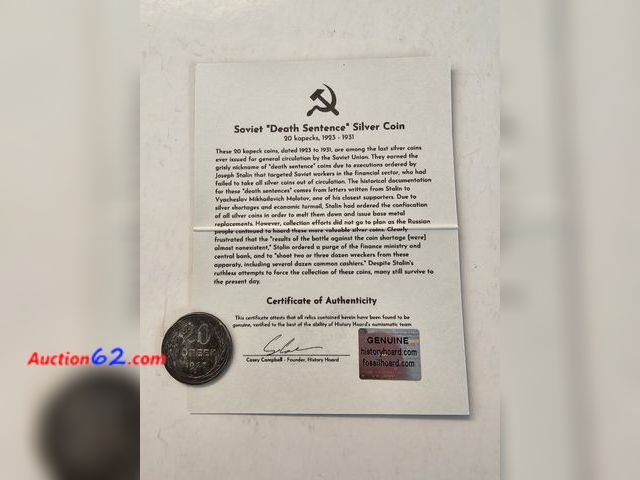 Soviet "Death Sentence" Silver Coin
20 kopecks, 1923 - 1931
These 20 kopeck coins, dated 1923 to 1931, are among the last silver coins
ever issued for general circulation by the Soviet Union. They earned the
grisly nickname of "death sentence" coins due to executions ordered by
Joseph Stalin that targeted Soviet workers in the financial sector, who had
failed to take all silver coins out of circulation. The historical documentation
for these "death sentences" comes from letters written from Stalin to
Vyacheslav Mikhailavich Molotov, one of his closest supporters. Due to
silver shortages and economic turmoil, Stalin had ordered the confiscation
of all silver coins in order to melt them down and issue base metal
replacements. However, collection efforts did not go to plan as the Russian
people continued to hoard these more valuable silver coins. Clearly
frustrated that the "results of the battle against the coin shortage [were]
almost nonexistent," Stalin ordered a purge of the finance ministry and
central bank, and to "shoot two or three dozen wreckers from these
apparaty, including several dozen common cashiers." Despite Stalin's
ruthless attempts to force the collection of these coins, many still survive to
the present day.
Certificate of Authenticity
This certificate attests that all relics contained herein have been found to be
genuine, verified to the best of the ability of History Hoard's numismatic team.
Casey Campbell - Founder, History Hoard
GENUINE
historyhoard.com
fossilhoard.com
20
Auction62.com